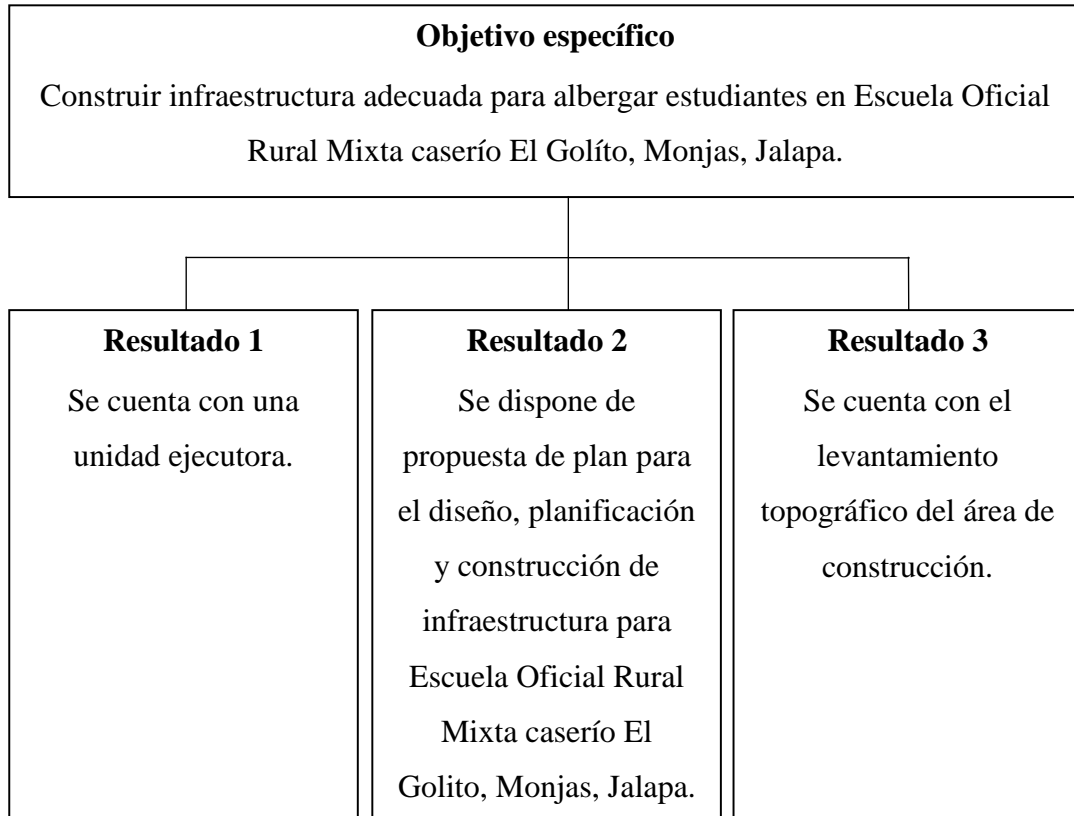 Objetivo específico
Construir infraestructura adecuada para albergar estudiantes en Escuela Oficial
Rural Mixta caserío El Golíto, Monjas, Jalapa.
Resultado 1
Se cuenta con una
unidad ejecutora.
Resultado 2
Se dispone de
propuesta de plan para
el diseño, planificación
y construcción de
infraestructura para
Escuela Oficial Rural
Mixta caserío El
Golito, Monjas, Jalapa.
Resultado 3
Se cuenta con el
levantamiento
topográfico del área de
construcción.